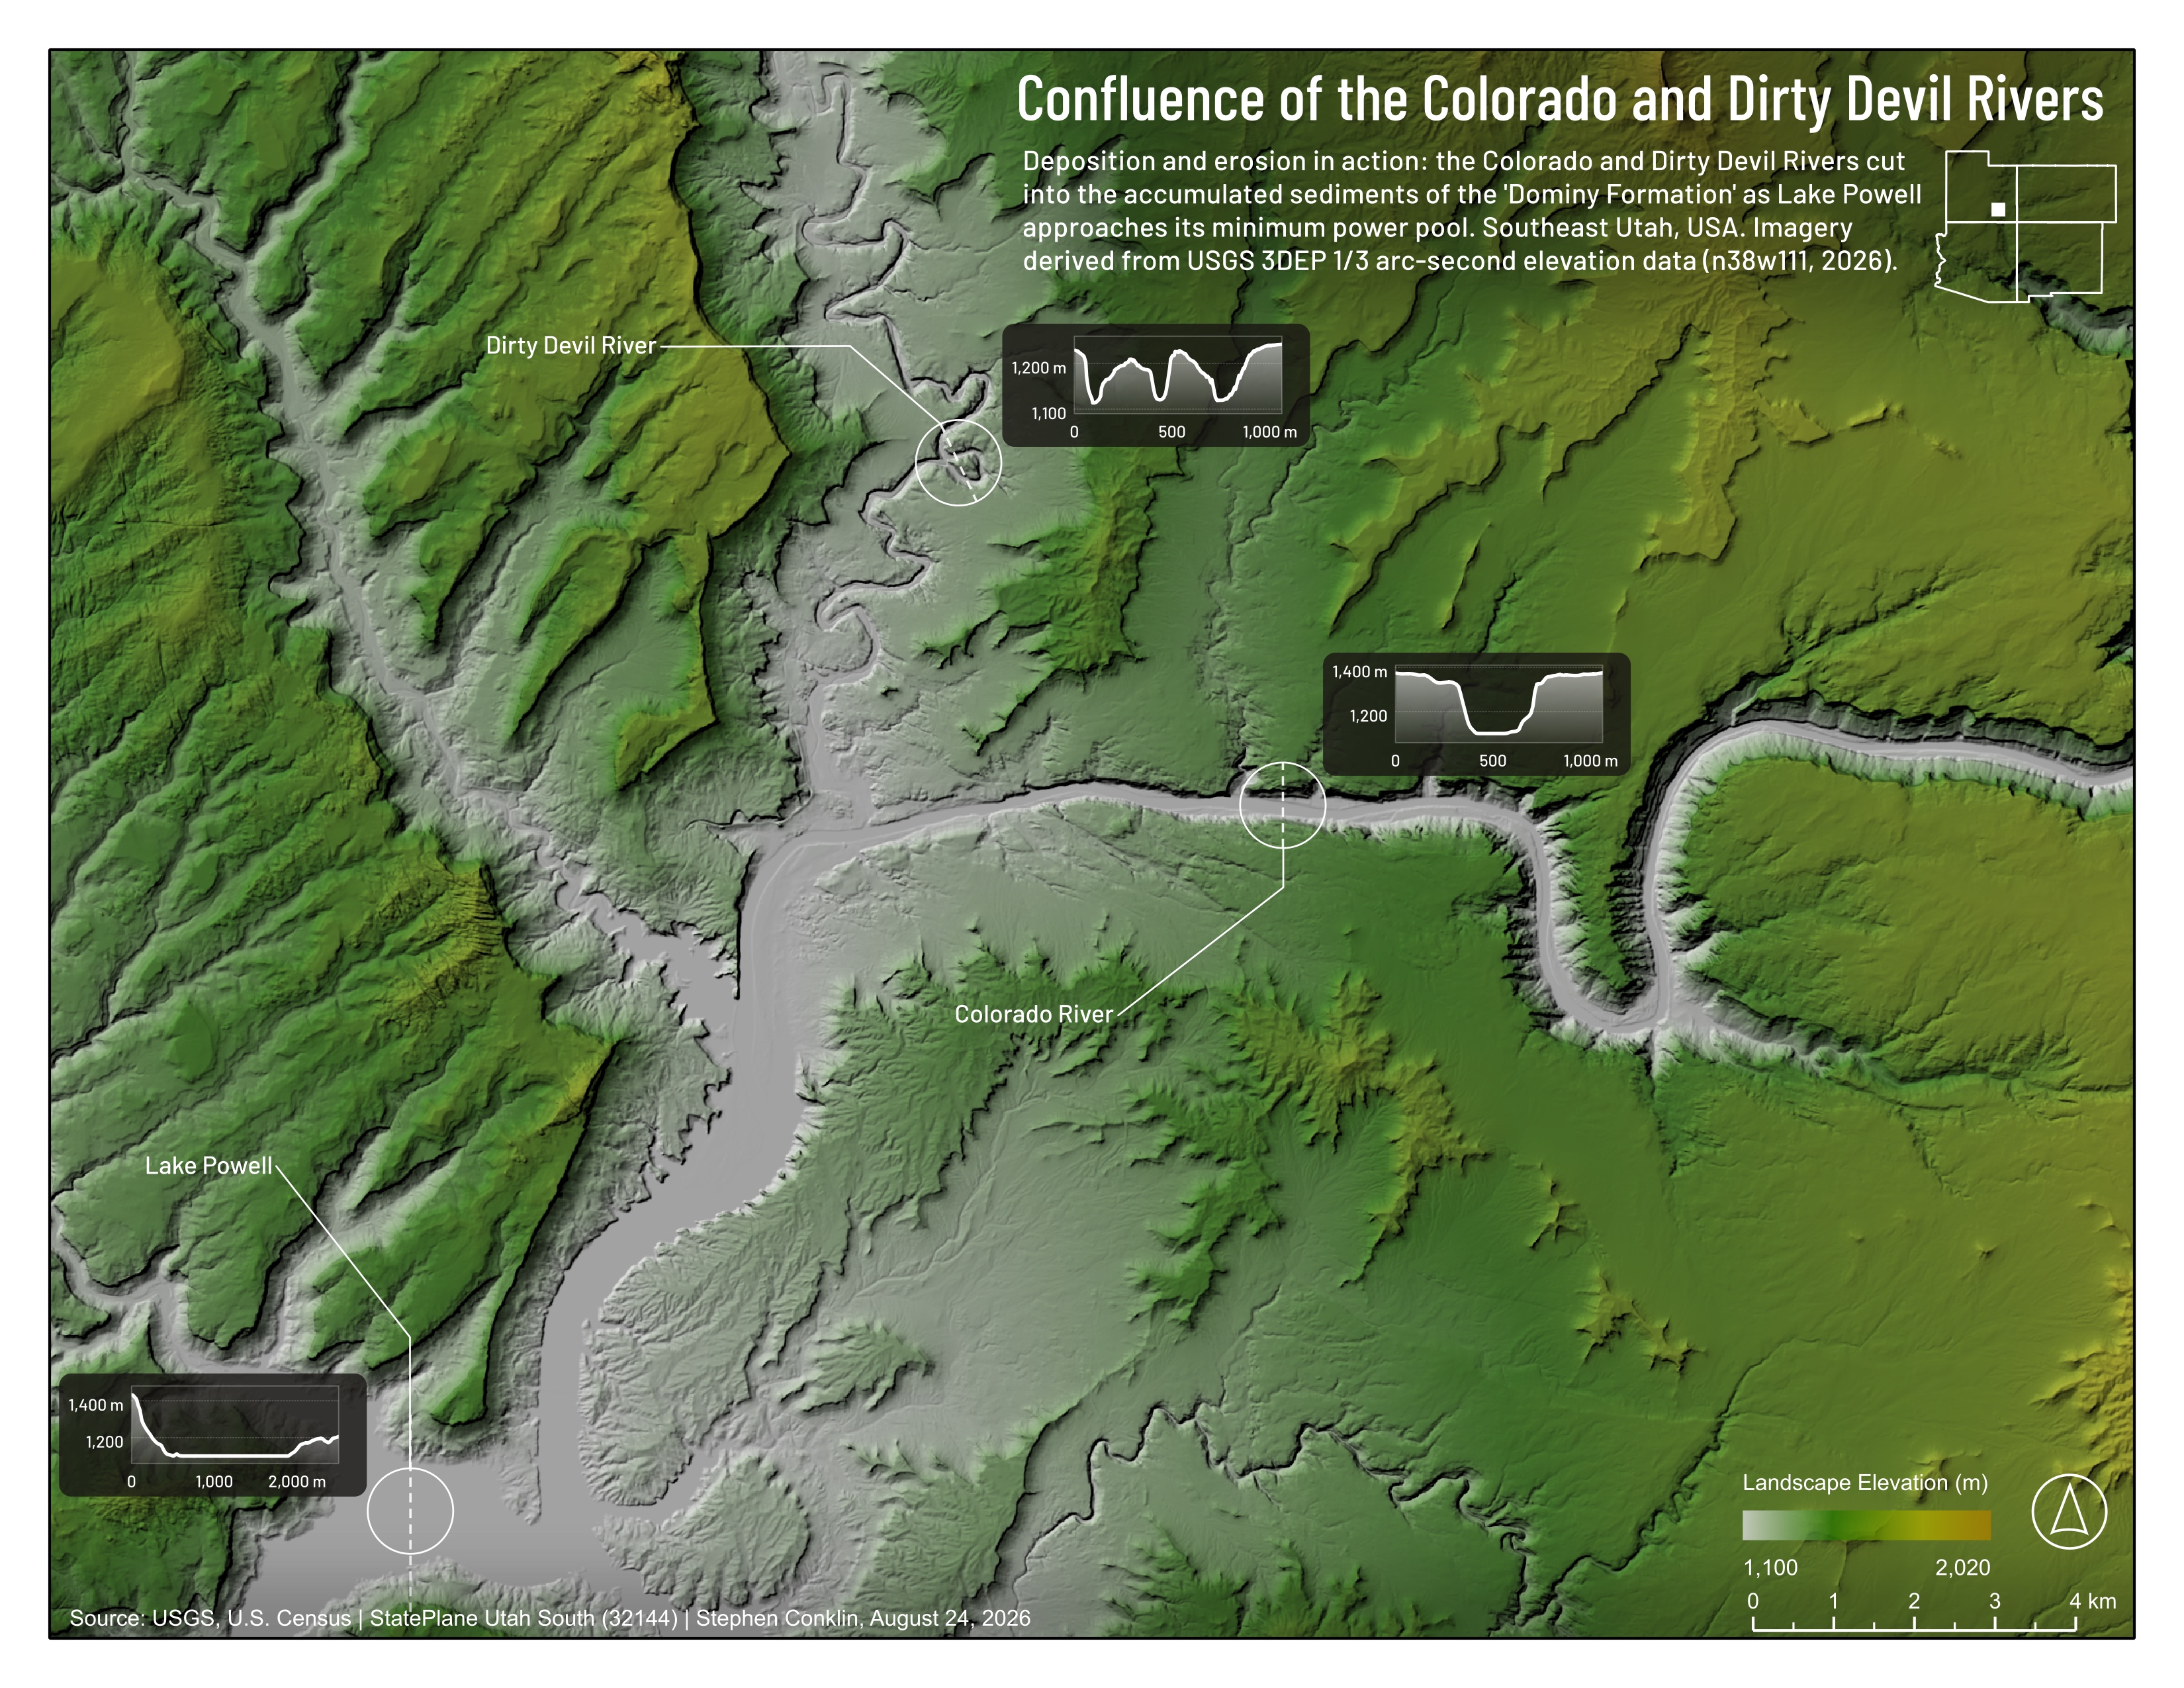 Confluence of the Colorado and Dirty Devil Rivers
Deposition and erosion in action: the Colorado and Dirty Devil Rivers cut
into the accumulated sediments of the 'Dominy Formation' as Lake Powell
approaches its minimum power pool. Southeast Utah, USA. Imagery
derived from USGS 3DEP 1/3 arc-second elevation data (n38w111, 2026).
Dirty Devil River
1,200 m
1,100
0 500 1,000 m
1,400 m
1,200
0 500 1,000 m
Colorado River
Lake Powell
1,400 m
1,200
0 1,000 2,000 m
Landscape Elevation (m)
1,100 2,020
0 1 2 3 4 km
Source: USGS, U.S. Census | StatePlane Utah South (32144) | Stephen Conklin, August 24, 2026